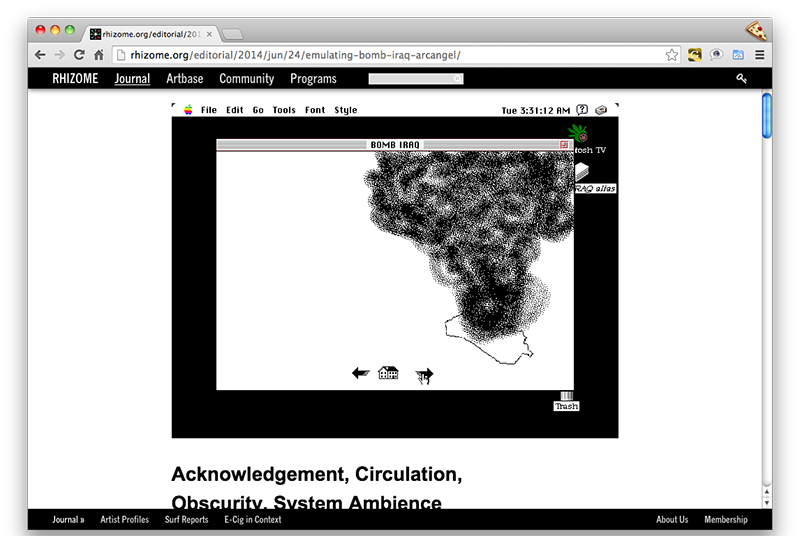 rhizome.org/editorial/201
rhizome.org/editorial/2014/jun/24/emulating-bomb-iraq-arcangel/
RHIZOME Journal Artbase Community Programs
File Edit Go Tools Font Style Tue 3:31:12 AM
BOMB IRAQ
tosh TV
RAQ alias
Trash
Acknowledgement, Circulation,
Obscurity, System Ambience
Journal » Artist Profiles Surf Reports E-Cig in Context About Us Membership